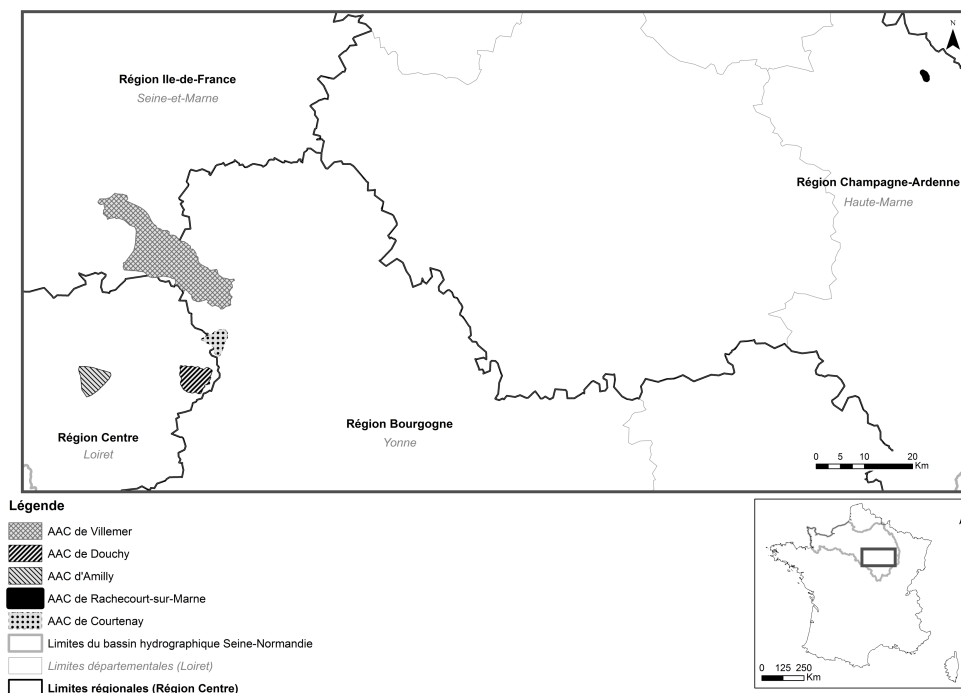 N
Région Ile-de-France
Seine-et-Marne
Région Champagne-Ardenne
Haute-Marne
Région Centre
Loiret
Région Bourgogne
Yonne
0 5 10 20
Km
Légende
AAC de Villemer
AAC de Douchy
AAC d'Amilly
AAC de Rachecourt-sur-Marne
AAC de Courtenay
Limites du bassin hydrographique Seine-Normandie
Limites départementales (Loiret)
Limites régionales (Région Centre)
0 125 250
Km